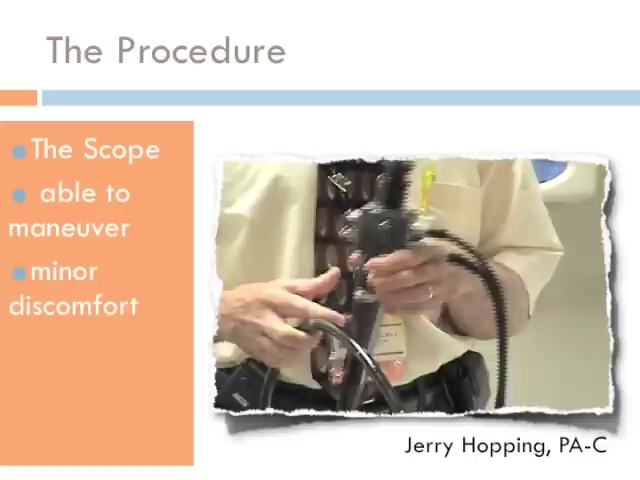 The Procedure
The Scope
able to
maneuver
minor
discomfort
Jerry Hopping, PA-C